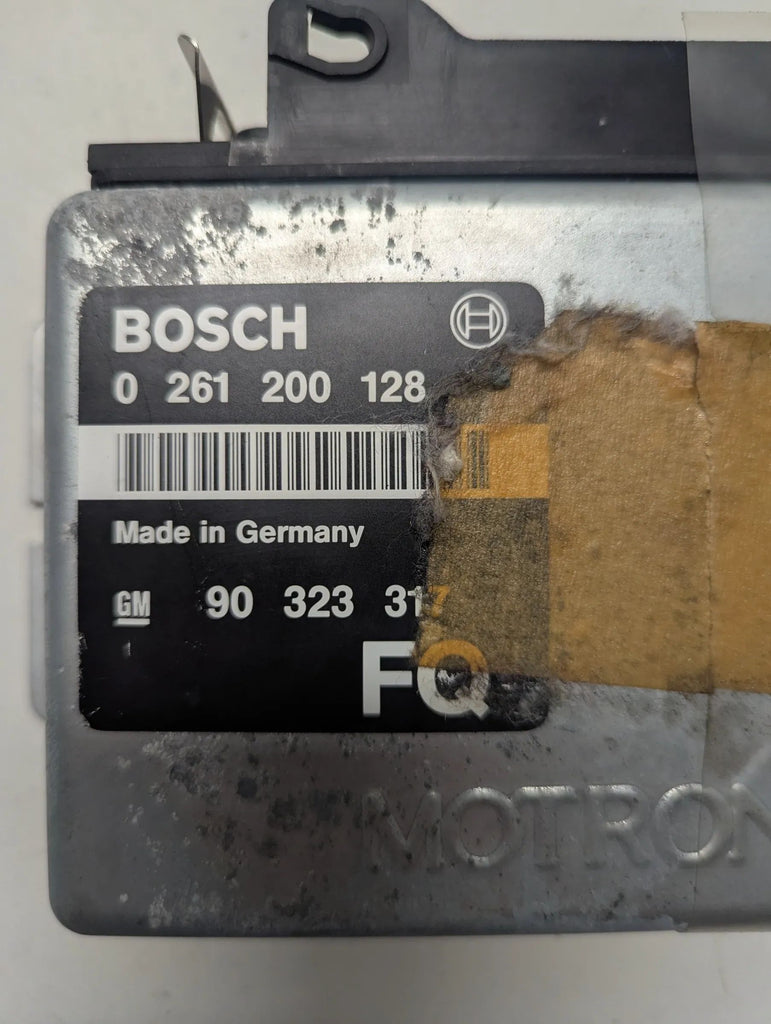 BOSCH
0 261 200 128
Made in Germany
GM 90 323 317
FQ
MOTRON